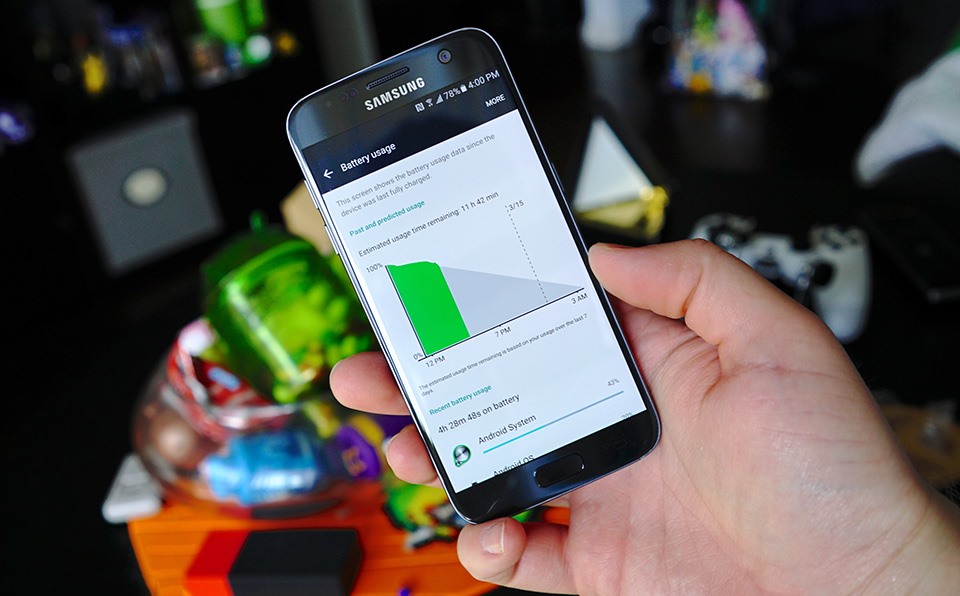 SAMSUNG
78% 4:00 PM
Battery usage
MORE
This screen shows the battery usage data since the
device was last fully charged.
Past and predicted usage
Estimated usage time remaining: 11 h 42 min
3/15
100%
0%
12 PM
7 PM
3 AM
The estimated usage time remaining is based on your usage over the last 7
days
Recent battery usage
4h 28m 48s on battery
Android System
43%
Android OS